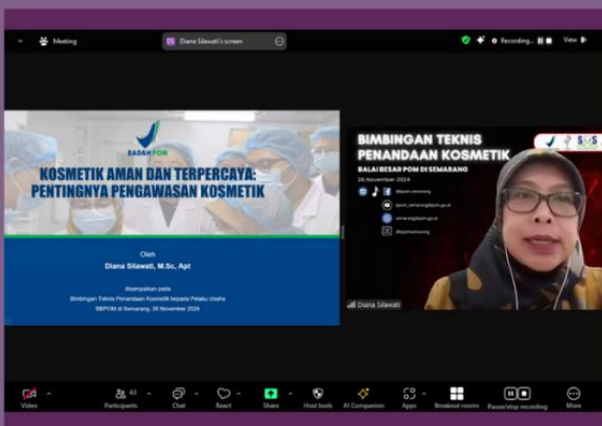 Meeting
Diana Silawati's screen
Recording...
View
BADAN POM
KOSMETIK AMAN DAN TERPERCAYA:
PENTINGNYA PENGAWASAN KOSMETIK
Oleh
Diana Silawati, M.Sc, Apt
disampaikan pada
Bimbingan Teknis Penandaan Kosmetik kepada Pelaku Usaha
BBPOM di Semarang, 26 November 2024
BIMBINGAN TEKNIS
PENANDAAN KOSMETIK
BALAI BESAR POM DI SEMARANG
26 November 2024
Diana Silawati
Video
43
Participants
Chat
React
Share
Host tools
AI Companion
Apps
Breakout rooms
Pause/stop recording
More